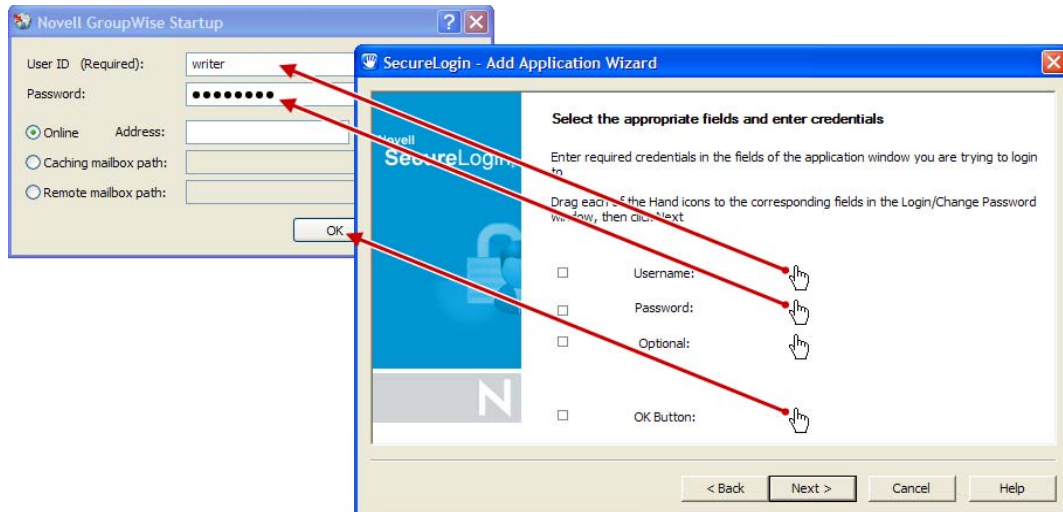 Novell GroupWise Startup
User ID (Required):
writer
Password:
Online Address:
Caching mailbox path:
Remote mailbox path:
OK
SecureLogin - Add Application Wizard
Novell
SecureLogin
N
Select the appropriate fields and enter credentials
Enter required credentials in the fields of the application window you are trying to login
to
Drag each of the Hand icons to the corresponding fields in the Login/Change Password
window, then click Next
Username:
Password:
Optional:
OK Button:
< Back Next > Cancel Help